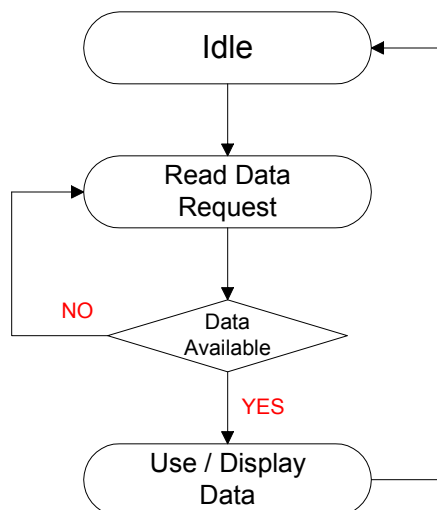 Idle
Read Data
Request
Data
Available
NO
YES
Use / Display
Data